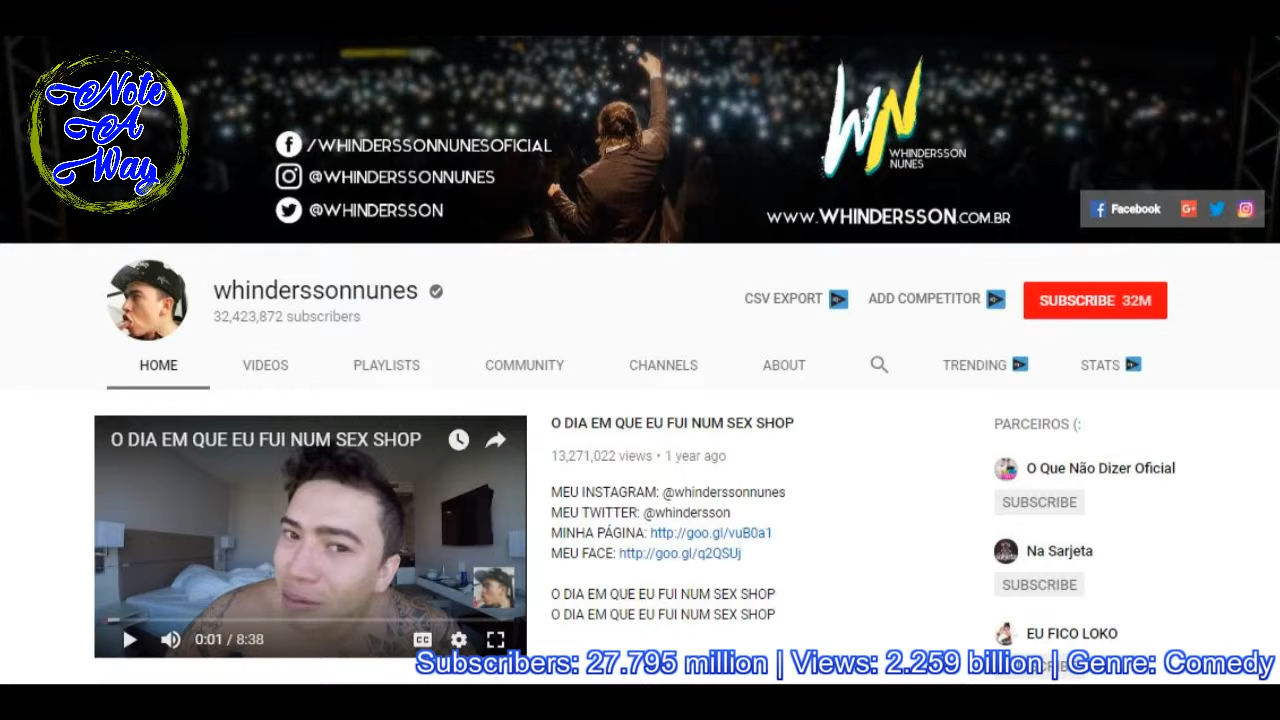 Note
A
Way
/WHINDERSSONNUNESOFICIAL
@WHINDERSSONNUNES
@WHINDERSSON
WN
WHINDERSSON
NUNES
WWW.WHINDERSSON.COM.BR
Facebook
whinderssonnunes
32,423,872 subscribers
CSV EXPORT
ADD COMPETITOR
SUBSCRIBE 32M
HOME
VIDEOS
PLAYLISTS
COMMUNITY
CHANNELS
ABOUT
TRENDING
STATS
O DIA EM QUE EU FUI NUM SEX SHOP
0:01 / 8:38
CC
O DIA EM QUE EU FUI NUM SEX SHOP
13,271,022 views • 1 year ago
MEU INSTAGRAM: @whinderssonnunes
MEU TWITTER: @whindersson
MINHA PÁGINA: http://goo.gl/vuB0a1
MEU FACE: http://goo.gl/q2QSUj
O DIA EM QUE EU FUI NUM SEX SHOP
O DIA EM QUE EU FUI NUM SEX SHOP
PARCEIROS (:
O Que Não Dizer Oficial
SUBSCRIBE
Na Sarjeta
SUBSCRIBE
EU FICO LOKO
Subscribers: 27.795 million | Views: 2.259 billion | Genre: Comedy